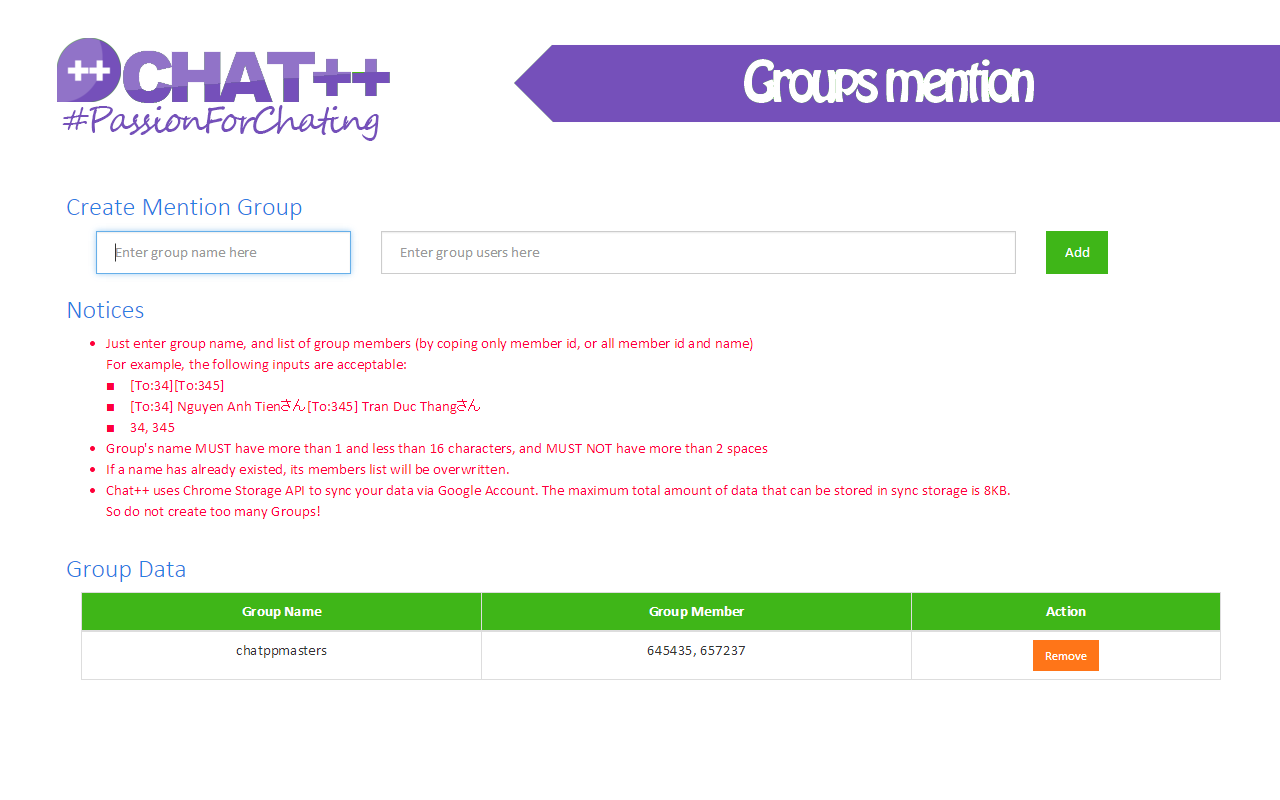 ++ CHAT++
#PassionForChating
Groups mention
Create Mention Group
Enter group name here
Enter group users here
Add
Notices
Just enter group name, and list of group members (by coping only member id, or all member id and name)
For example, the following inputs are acceptable:
[To:34][To:345]
[To:34] Nguyen Anh Tienさん[To:345] Tran Duc Thangさん
34, 345
Group's name MUST have more than 1 and less than 16 characters, and MUST NOT have more than 2 spaces
If a name has already existed, its members list will be overwritten.
Chat++ uses Chrome Storage API to sync your data via Google Account. The maximum total amount of data that can be stored in sync storage is 8KB.
So do not create too many Groups!
Group Data
Group Name Group Member Action
chatppmasters 645435, 657237 Remove